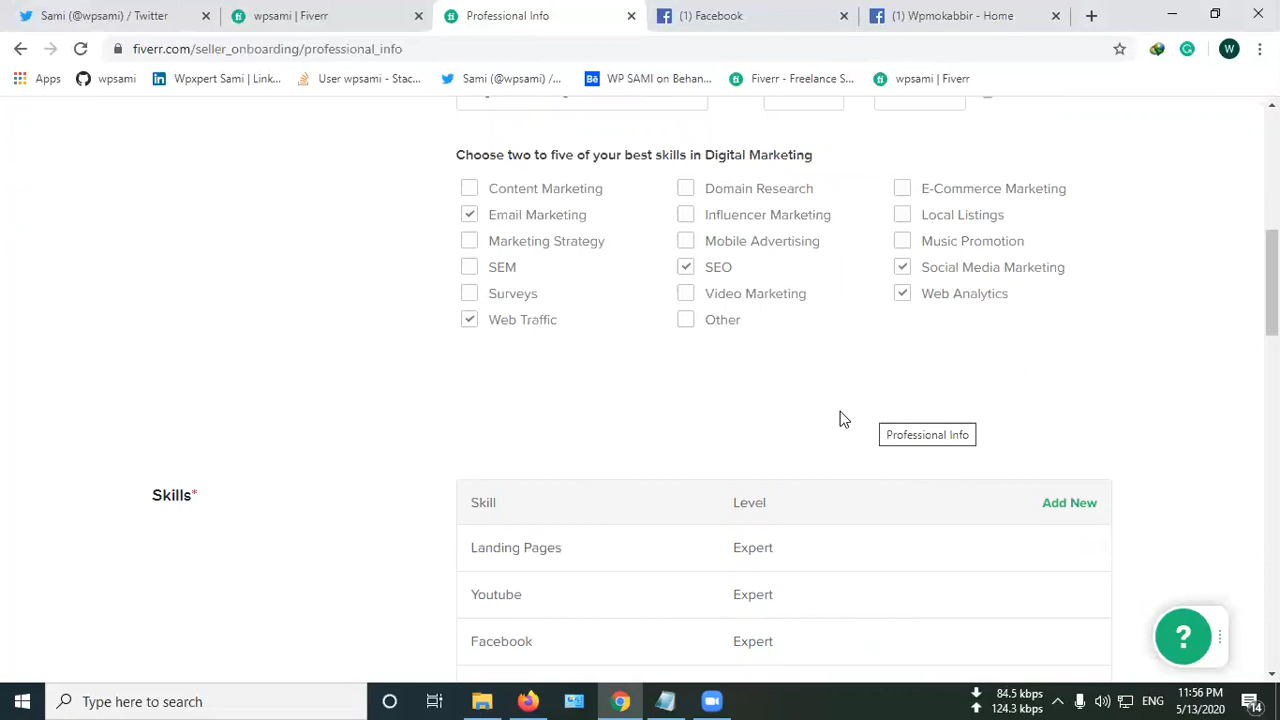 Sami (@wpsami) / Twitter
wpsami | Fiverr
Professional Info
(1) Facebook
(1) Wpmokabbir - Home
fiverr.com/seller_onboarding/professional_info
W
Apps
wpsami
Wpxpert Sami | Link...
User wpsami - Stac...
Sami (@wpsami) /...
WP SAMI on Behan...
Fiverr - Freelance S...
wpsami | Fiverr
Choose two to five of your best skills in Digital Marketing
Content Marketing
Domain Research
E-Commerce Marketing
Email Marketing
Influencer Marketing
Local Listings
Marketing Strategy
Mobile Advertising
Music Promotion
SEM
SEO
Social Media Marketing
Surveys
Video Marketing
Web Analytics
Web Traffic
Other
Professional Info
Skills*
Skill
Level
Add New
Landing Pages
Expert
Youtube
Expert
Facebook
Expert
?
Type here to search
84.5 kbps
124.3 kbps
ENG
11:56 PM
5/13/2020
14